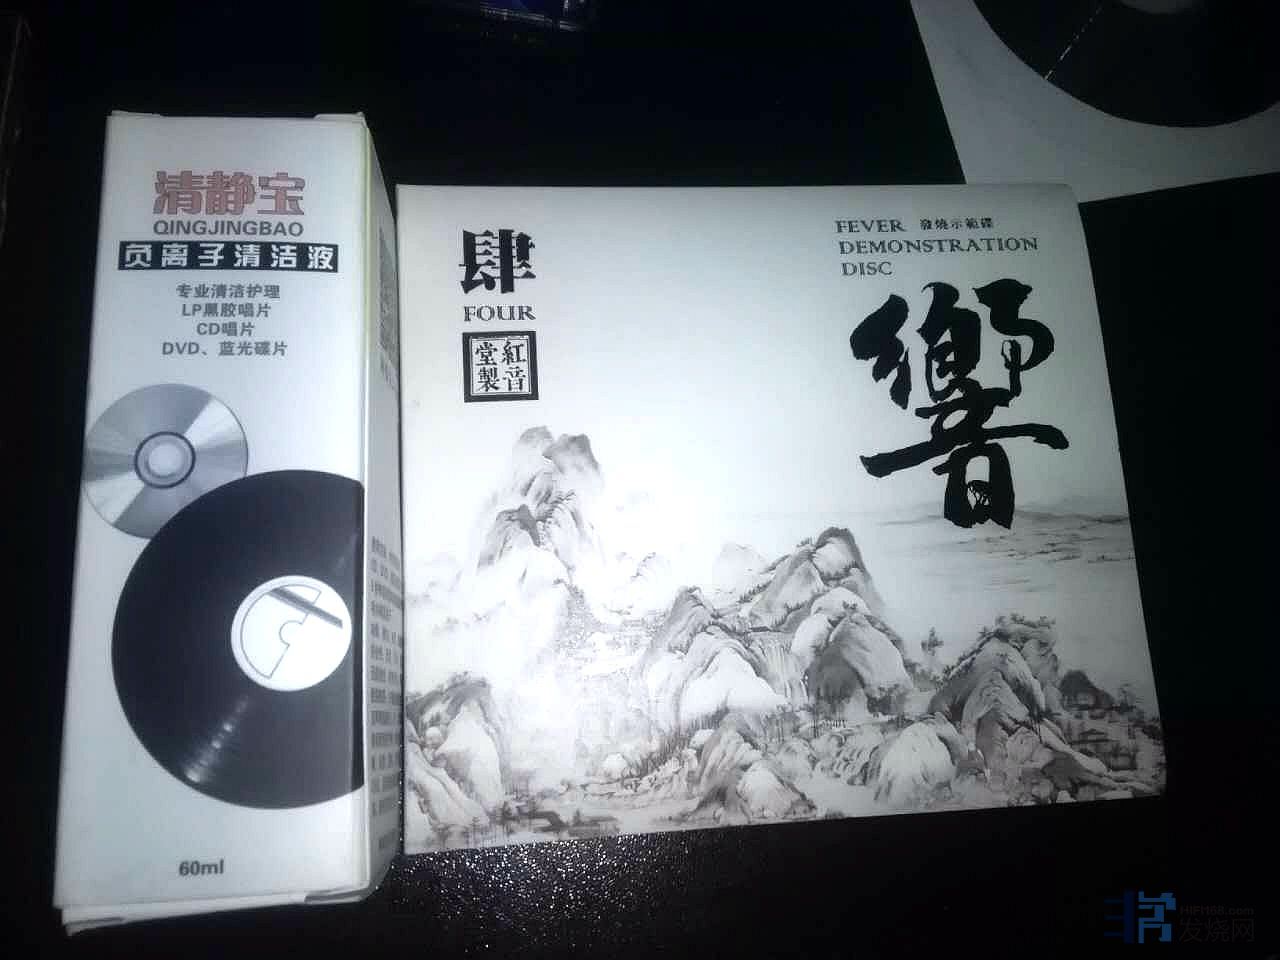 清静宝
QINGJINGBAO
负离子清洁液
专业清洁护理
LP黑胶唱片
CD唱片
DVD、蓝光碟片
60ml
肆
FOUR
紅音
堂製
FEVER 發燒示範碟
DEMONSTRATION
DISC
響
HIFI168.com
发烧网